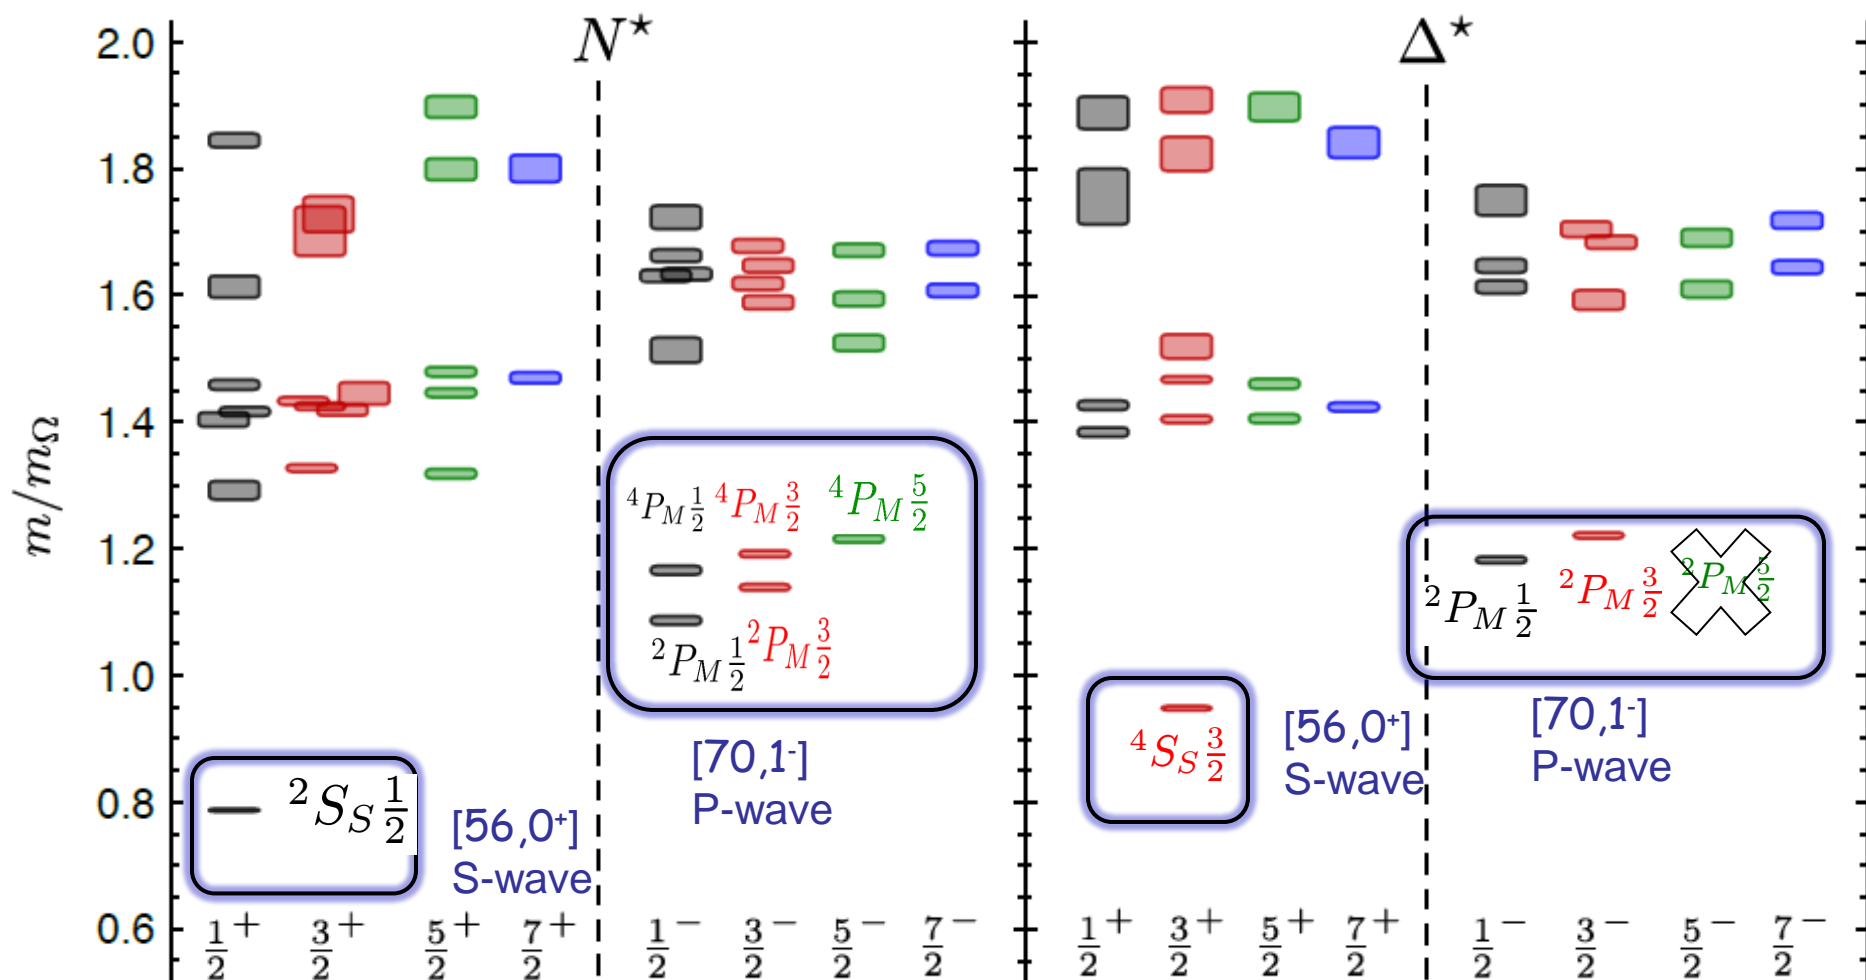 N* Δ*
2.0
1.8
1.6
1.4
1.2
1.0
0.8
0.6
m/m_Ω
⁴P_M 1/2 ⁴P_M 3/2 ⁴P_M 5/2
²P_M 1/2 ²P_M 3/2
[70,1⁻]
P-wave
²S_S 1/2
[56,0⁺]
S-wave
²P_M 1/2 ²P_M 3/2 ²P_M 5/2
⁴S_S 3/2
[56,0⁺]
S-wave
[70,1⁻]
P-wave
1/2⁺ 3/2⁺ 5/2⁺ 7/2⁺ 1/2⁻ 3/2⁻ 5/2⁻ 7/2⁻ 1/2⁺ 3/2⁺ 5/2⁺ 7/2⁺ 1/2⁻ 3/2⁻ 5/2⁻ 7/2⁻